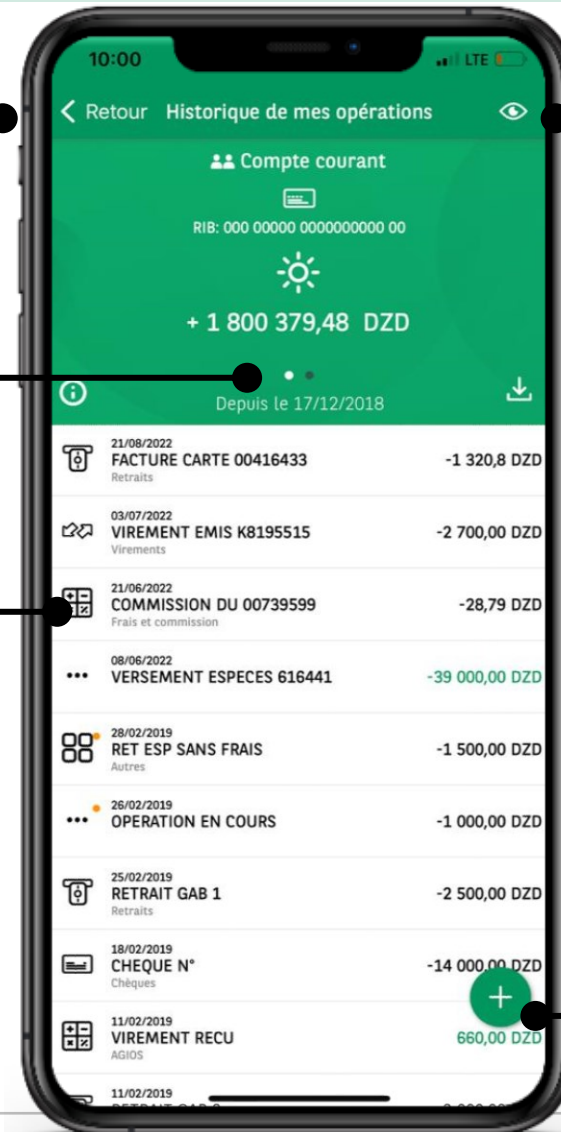 10:00 LTE
Retour Historique de mes opérations
Compte courant
RIB: 000 00000 0000000000 00
+ 1 800 379,48 DZD
Depuis le 17/12/2018
21/08/2022
FACTURE CARTE 00416433 -1 320,8 DZD
Retraits
03/07/2022
VIREMENT EMIS K8195515 -2 700,00 DZD
Virements
21/06/2022
COMMISSION DU 00739599 -28,79 DZD
Frais et commission
08/06/2022
VERSEMENT ESPECES 616441 -39 000,00 DZD
28/02/2019
RET ESP SANS FRAIS -1 500,00 DZD
Autres
26/02/2019
OPERATION EN COURS -1 000,00 DZD
25/02/2019
RETRAIT GAB 1 -2 500,00 DZD
Retraits
18/02/2019
CHEQUE N° -14 000,00 DZD
Chèques
11/02/2019
VIREMENT RECU 660,00 DZD
AGIOS
11/02/2019